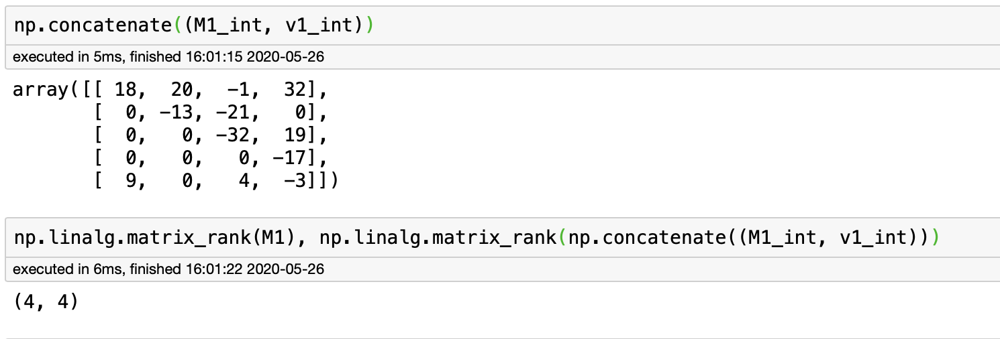 np.concatenate((M1_int, v1_int))
executed in 5ms, finished 16:01:15 2020-05-26
array([[ 18,  20,  -1,  32],
       [  0, -13, -21,   0],
       [  0,   0, -32,  19],
       [  0,   0,   0, -17],
       [  9,   0,   4,  -3]])
np.linalg.matrix_rank(M1), np.linalg.matrix_rank(np.concatenate((M1_int, v1_int)))
executed in 6ms, finished 16:01:22 2020-05-26
(4, 4)